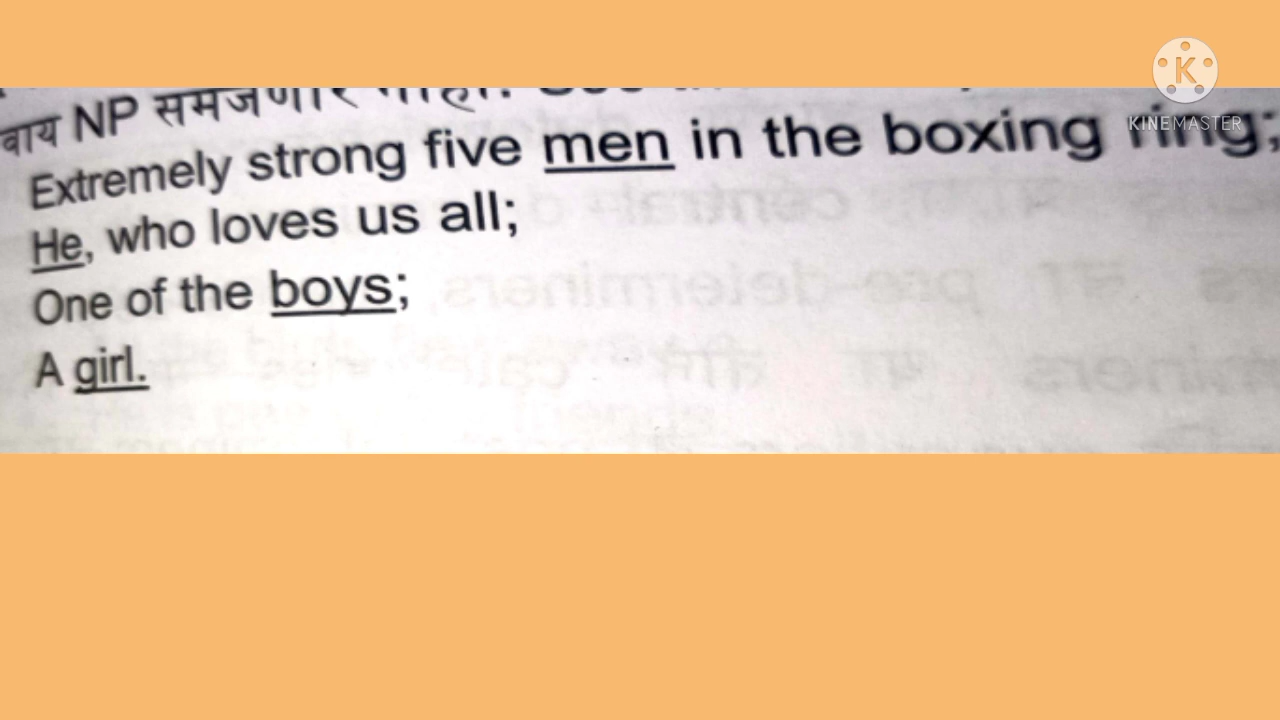 वाय NP समजणार नाही.
Extremely strong five men in the boxing ring;
He, who loves us all;
One of the boys;
A girl.
KINEMASTER